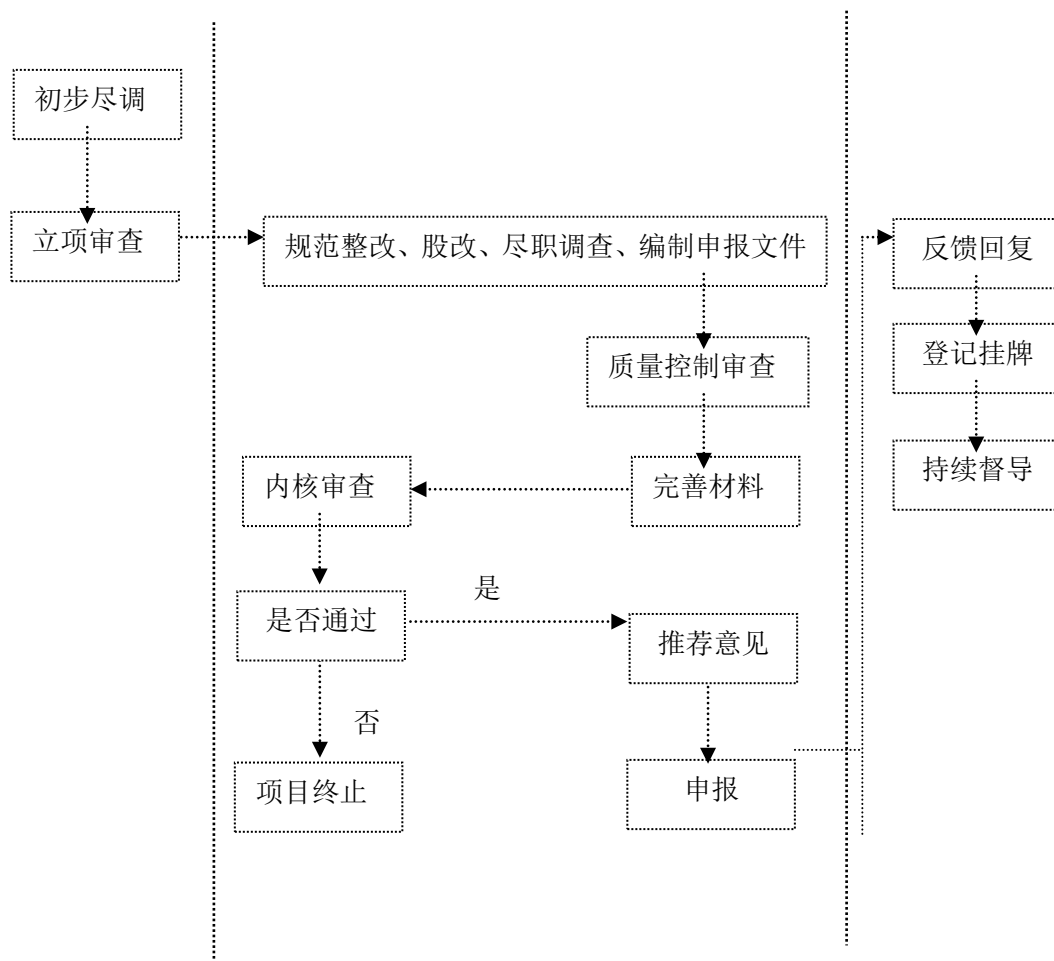 初步尽调
立项审查
规范整改、股改、尽职调查、编制申报文件
质量控制审查
完善材料
内核审查
是否通过
是
否
推荐意见
项目终止
申报
反馈回复
登记挂牌
持续督导